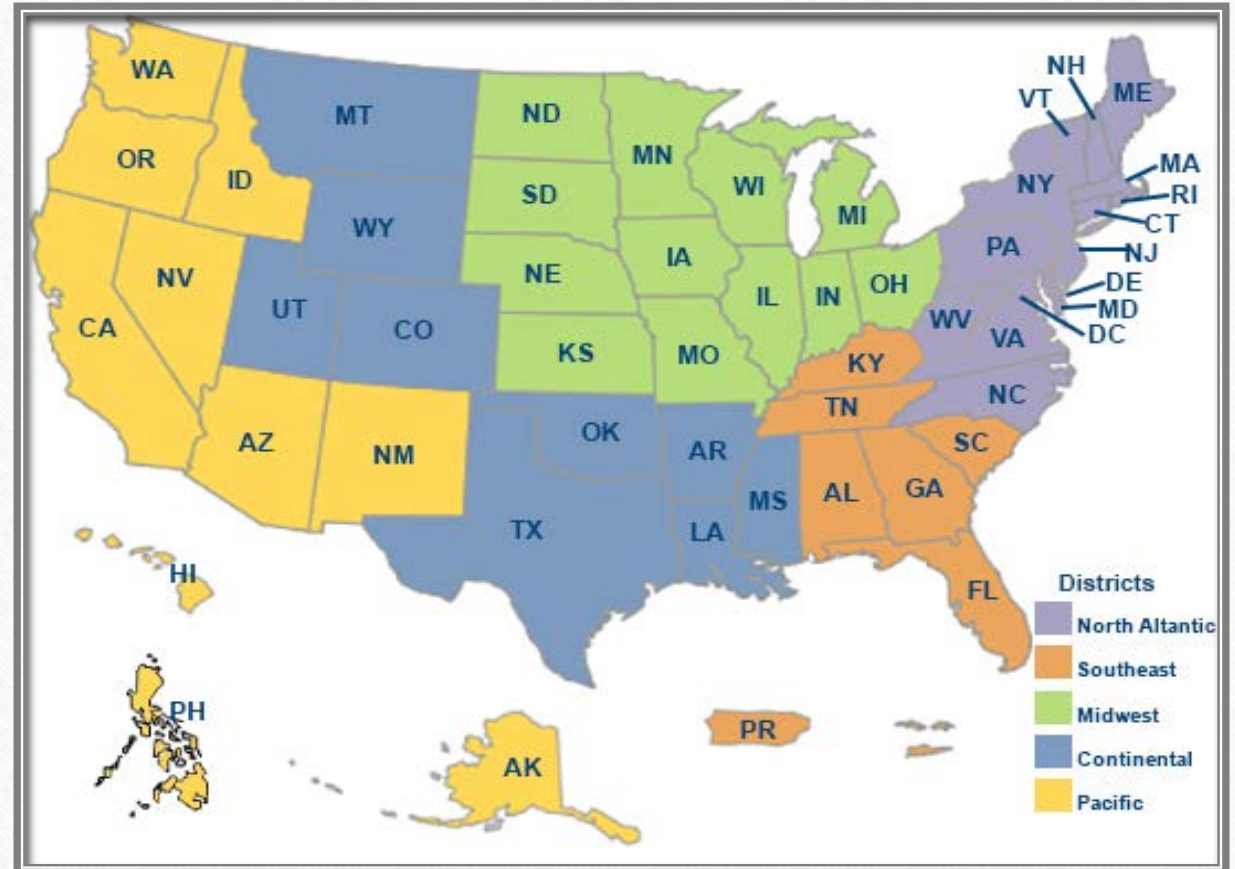 WA
MT
ND
MN
NH
VT
ME
OR
ID
SD
WI
MI
NY
MA
RI
CT
WY
NV
UT
NE
IA
PA
NJ
CA
CO
IL
IN
OH
DE
MD
DC
WV
VA
KS
MO
KY
NC
TN
AZ
NM
OK
AR
SC
TX
LA
MS
AL
GA
FL
HI
PH
AK
PR
Districts
North Altantic
Southeast
Midwest
Continental
Pacific